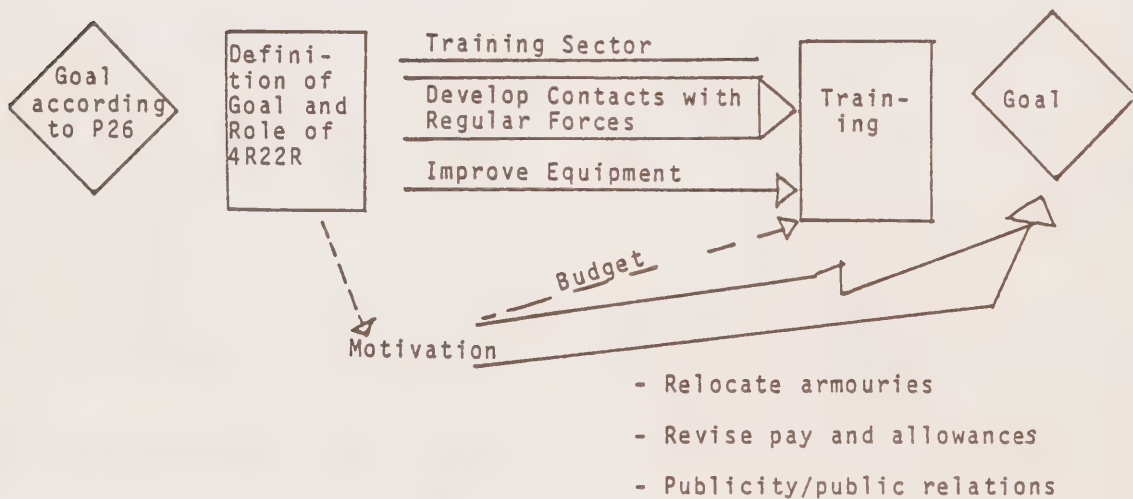 Goal
according
to P26
Defini-
tion of
Goal and
Role of
4R22R
Training Sector
Develop Contacts with
Regular Forces
Improve Equipment
Train-
ing
Goal
Budget
Motivation
- Relocate armouries
- Revise pay and allowances
- Publicity/public relations